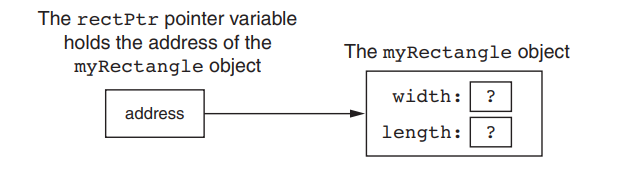 The rectPtr pointer variable
holds the address of the
myRectangle object
The myRectangle object
address
width: ?
length: ?